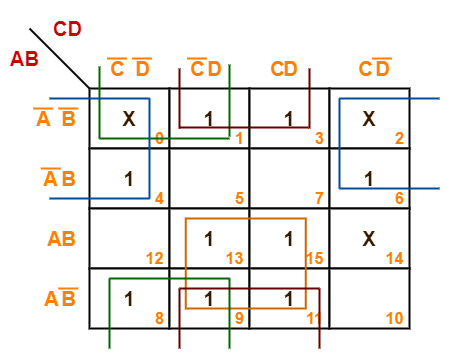 CD
AB
C̅ D̅ C̅D CD CD̅
A̅ B̅ X 0 1 1 1 3 X 2
A̅B 1 4 5 7 1 6
AB 12 1 13 1 15 X 14
AB̅ 1 8 1 9 1 11 10